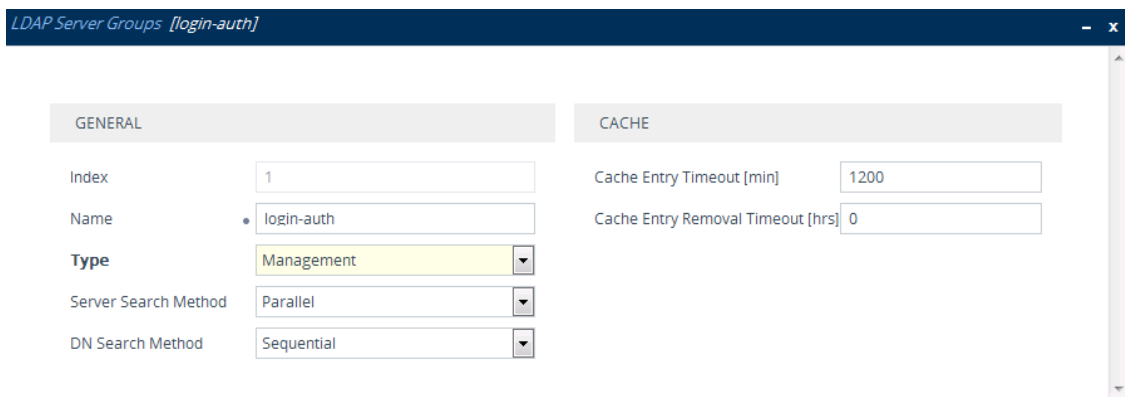 LDAP Server Groups [login-auth] – x
GENERAL
Index 1
Name • login-auth
Type Management
Server Search Method Parallel
DN Search Method Sequential
CACHE
Cache Entry Timeout [min] 1200
Cache Entry Removal Timeout [hrs] 0